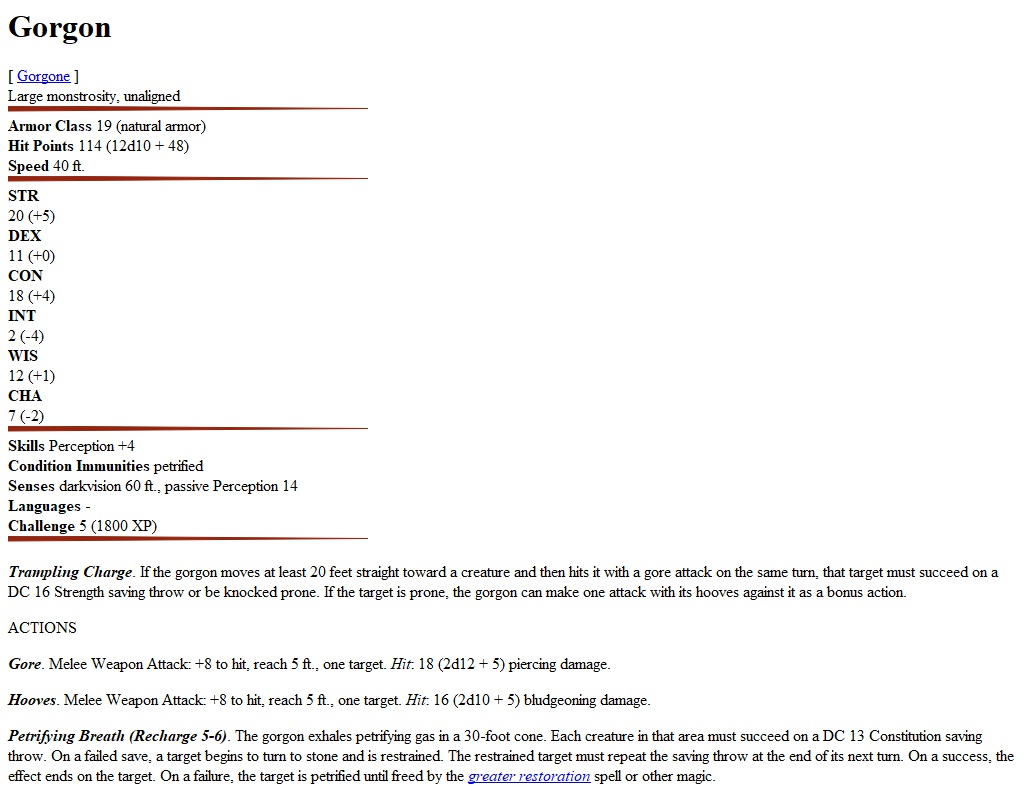 Gorgon
[ Gorgone ]
Large monstrosity, unaligned
Armor Class 19 (natural armor)
Hit Points 114 (12d10 + 48)
Speed 40 ft.
STR
20 (+5)
DEX
11 (+0)
CON
18 (+4)
INT
2 (-4)
WIS
12 (+1)
CHA
7 (-2)
Skills Perception +4
Condition Immunities petrified
Senses darkvision 60 ft., passive Perception 14
Languages -
Challenge 5 (1800 XP)
Trampling Charge. If the gorgon moves at least 20 feet straight toward a creature and then hits it with a gore attack on the same turn, that target must succeed on a
DC 16 Strength saving throw or be knocked prone. If the target is prone, the gorgon can make one attack with its hooves against it as a bonus action.
ACTIONS
Gore. Melee Weapon Attack: +8 to hit, reach 5 ft., one target. Hit: 18 (2d12 + 5) piercing damage.
Hooves. Melee Weapon Attack: +8 to hit, reach 5 ft., one target. Hit: 16 (2d10 + 5) bludgeoning damage.
Petrifying Breath (Recharge 5-6). The gorgon exhales petrifying gas in a 30-foot cone. Each creature in that area must succeed on a DC 13 Constitution saving
throw. On a failed save, a target begins to turn to stone and is restrained. The restrained target must repeat the saving throw at the end of its next turn. On a success, the
effect ends on the target. On a failure, the target is petrified until freed by the greater restoration spell or other magic.